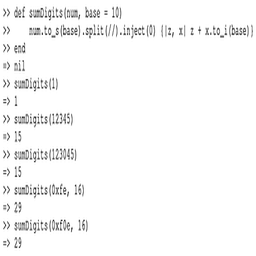 >> def sumDigits(num, base = 10)
>> num.to_s(base).split(//).inject(0) {|z, x| z + x.to_i(base)}
>> end
=> nil
>> sumDigits(1)
=> 1
>> sumDigits(12345)
=> 15
>> sumDigits(123045)
=> 15
>> sumDigits(0xfe, 16)
=> 29
>> sumDigits(0xf0e, 16)
=> 29